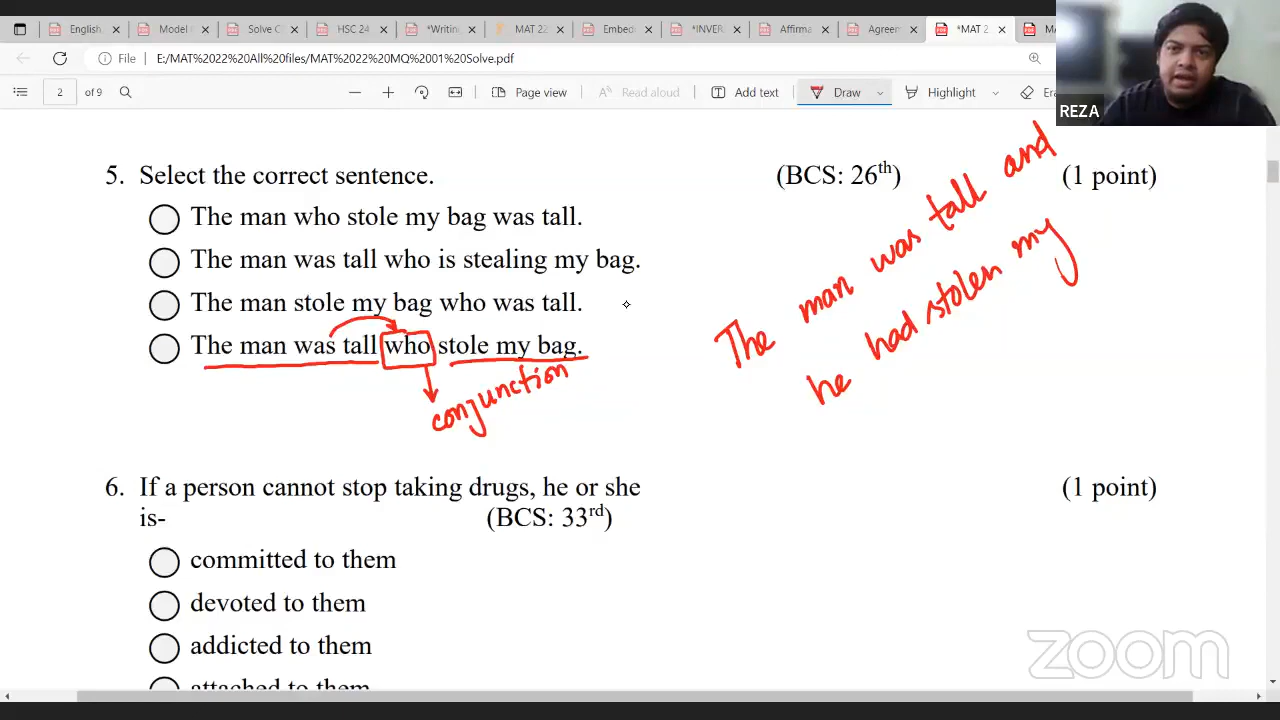 English
Model
Solve C
HSC 24
*Writin
MAT 22
Embed
*INVER
Affirma
Agreem
*MAT 2
File
E:/MAT%2022%20All%20files/MAT%2022%20MQ%2001%20Solve.pdf
2 of 9
Page view
Read aloud
Add text
Draw
Highlight
REZA
5. Select the correct sentence. (BCS: 26th) (1 point)
The man who stole my bag was tall.
The man was tall who is stealing my bag.
The man stole my bag who was tall.
The man was tall who stole my bag.
conjunction
The man was tall and
he had stolen my
6. If a person cannot stop taking drugs, he or she (1 point)
is- (BCS: 33rd)
committed to them
devoted to them
addicted to them
attached to them
zoom